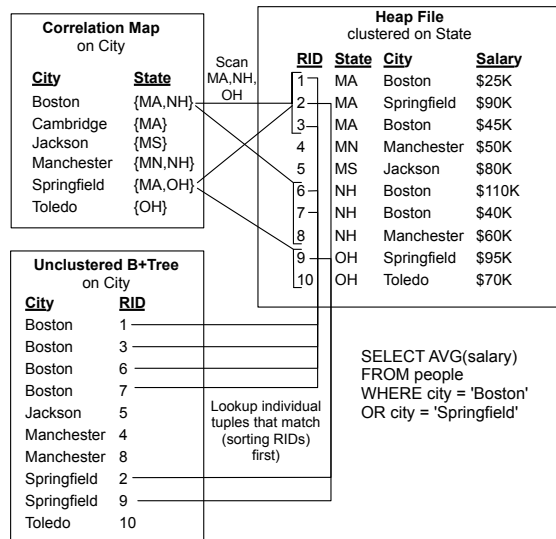 Correlation Map
on City
City State
Boston {MA,NH}
Cambridge {MA}
Jackson {MS}
Manchester {MN,NH}
Springfield {MA,OH}
Toledo {OH}
Scan
MA,NH,
OH
Heap File
clustered on State
RID State City Salary
1 MA Boston $25K
2 MA Springfield $90K
3 MA Boston $45K
4 MN Manchester $50K
5 MS Jackson $80K
6 NH Boston $110K
7 NH Boston $40K
8 NH Manchester $60K
9 OH Springfield $95K
10 OH Toledo $70K
Unclustered B+Tree
on City
City RID
Boston 1
Boston 3
Boston 6
Boston 7
Jackson 5
Manchester 4
Manchester 8
Springfield 2
Springfield 9
Toledo 10
Lookup individual
tuples that match
(sorting RIDs)
first)
SELECT AVG(salary)
FROM people
WHERE city = 'Boston'
OR city = 'Springfield'